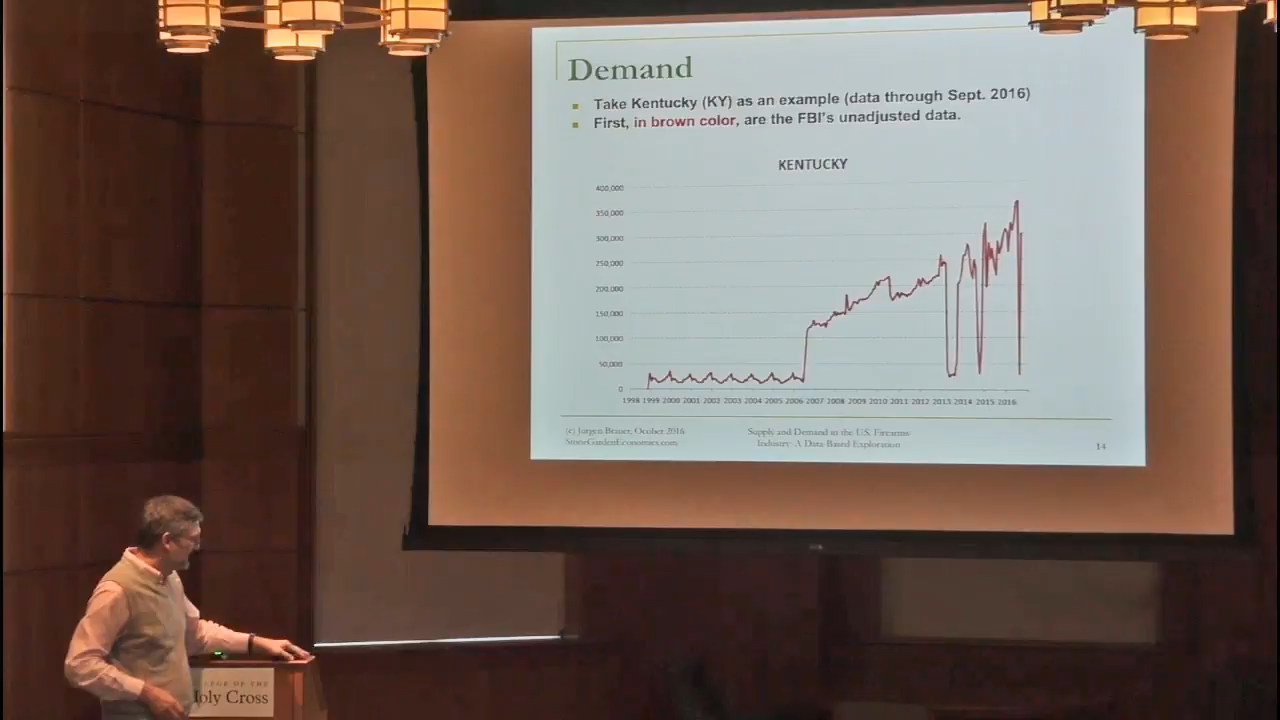 Demand
Take Kentucky (KY) as an example (data through Sept. 2016)
First, in brown color, are the FBI's unadjusted data.
KENTUCKY
400,000
350,000
300,000
250,000
200,000
150,000
100,000
50,000
0
1998 1999 2000 2001 2002 2003 2004 2005 2006 2007 2008 2009 2010 2011 2012 2013 2014 2015 2016
(c) Jurgen Brauer, Ocober 2016
StoneGardenEconomics.com
Supply and Demand in the U.S. Firearms
Industry: A Data-Based Exploration
14
OF THE
Holy Cross